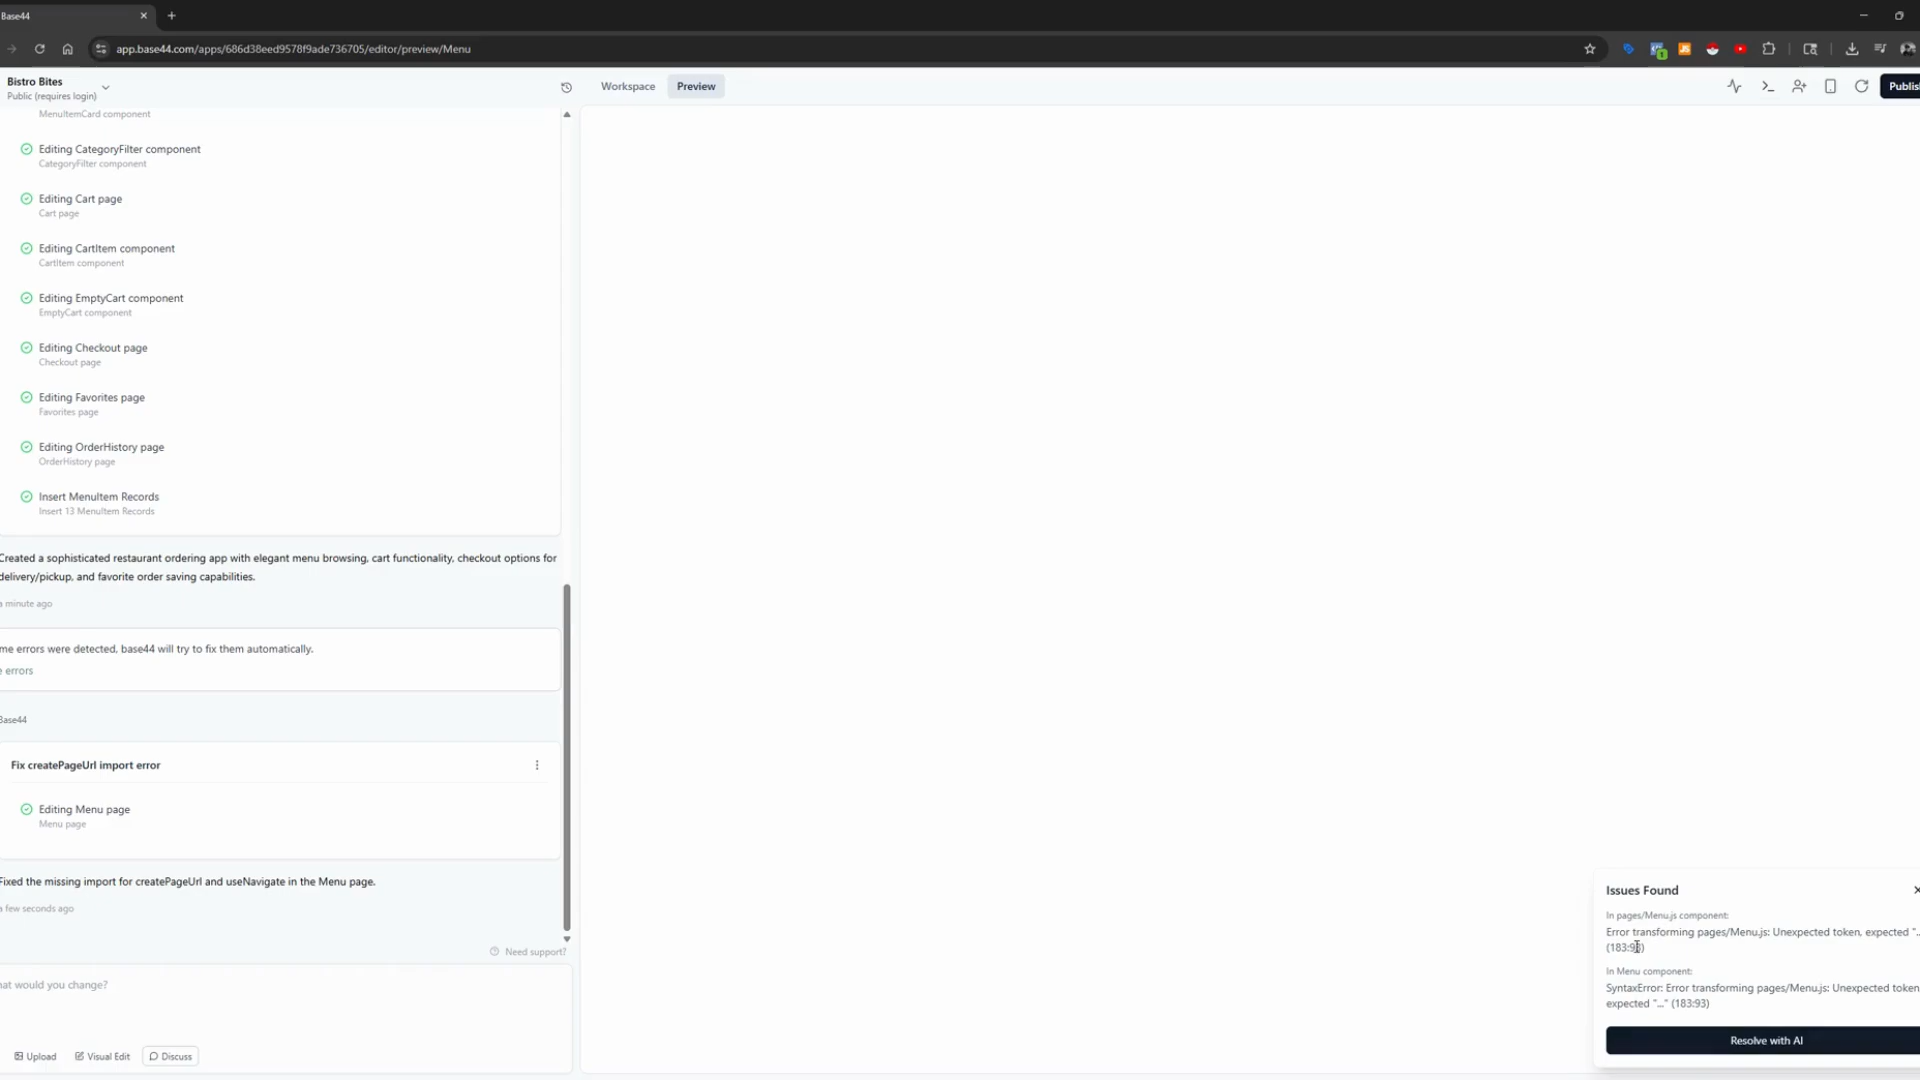 Base44
app.base44.com/apps/686d38eed9578f9ade736705/editor/preview/Menu
Bistro Bites
Public (requires login)
Workspace
Preview
Publish
MenuItemCard component
Editing CategoryFilter component
CategoryFilter component
Editing Cart page
Cart page
Editing CartItem component
CartItem component
Editing EmptyCart component
EmptyCart component
Editing Checkout page
Checkout page
Editing Favorites page
Favorites page
Editing OrderHistory page
OrderHistory page
Insert MenuItem Records
Insert 13 MenuItem Records
Created a sophisticated restaurant ordering app with elegant menu browsing, cart functionality, checkout options for
delivery/pickup, and favorite order saving capabilities.
a minute ago
me errors were detected, base44 will try to fix them automatically.
e errors
Base44
Fix createPageUrl import error
Editing Menu page
Menu page
Fixed the missing import for createPageUrl and useNavigate in the Menu page.
a few seconds ago
Need support?
hat would you change?
Upload
Visual Edit
Discuss
Issues Found
In pages/Menu.js component:
Error transforming pages/Menu.js: Unexpected token, expected "..
(183:93)
In Menu component:
SyntaxError: Error transforming pages/Menu.js: Unexpected token
expected "..." (183:93)
Resolve with AI